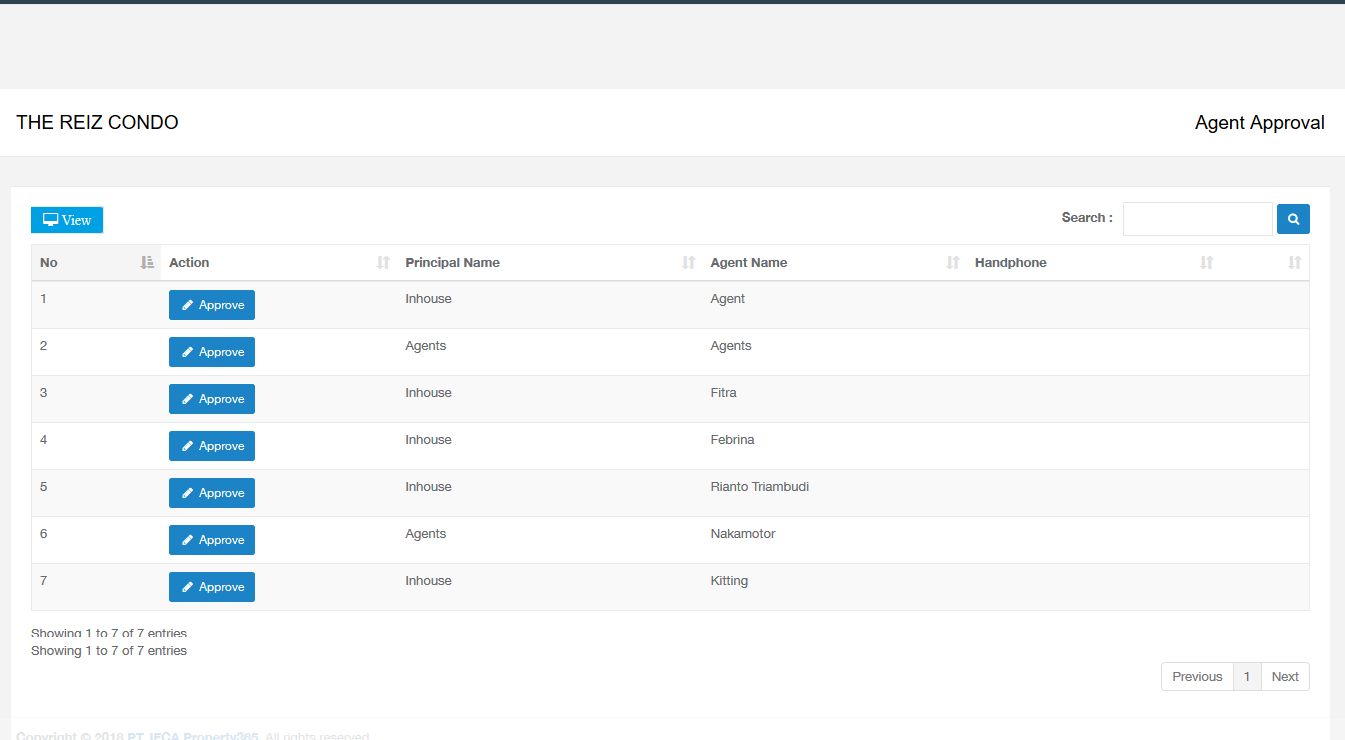 THE REIZ CONDO Agent Approval
View Search :
No Action Principal Name Agent Name Handphone
1 Approve Inhouse Agent
2 Approve Agents Agents
3 Approve Inhouse Fitra
4 Approve Inhouse Febrina
5 Approve Inhouse Rianto Triambudi
6 Approve Agents Nakamotor
7 Approve Inhouse Kitting
Showing 1 to 7 of 7 entries
Showing 1 to 7 of 7 entries
Previous 1 Next
Copyright © 2018 PT IFCA Property365. All rights reserved